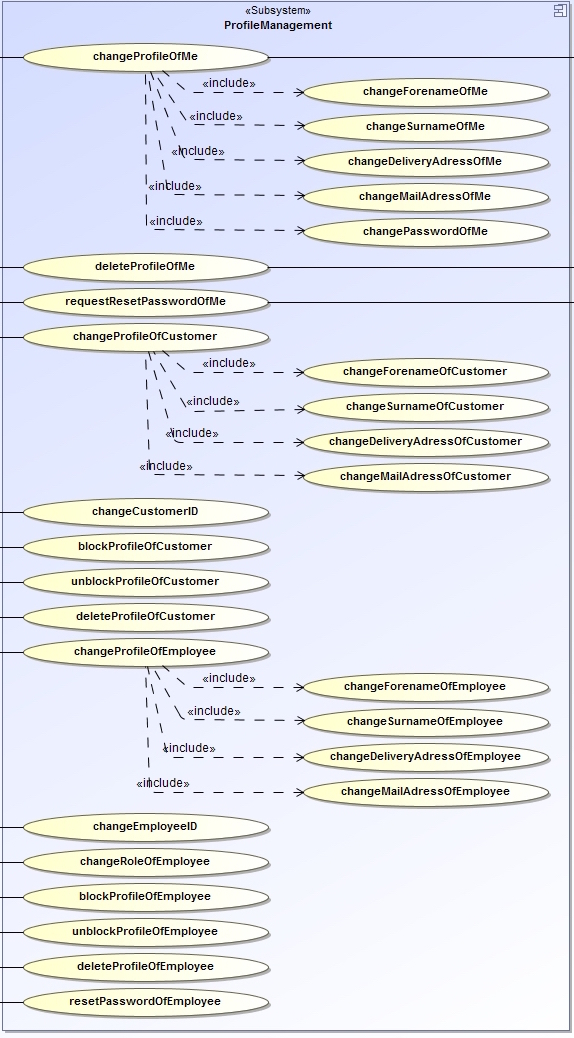 «Subsystem»
ProfileManagement
changeProfileOfMe
«include»
changeForenameOfMe
«include»
changeSurnameOfMe
«include»
changeDeliveryAdressOfMe
«include»
changeMailAdressOfMe
«include»
changePasswordOfMe
deleteProfileOfMe
requestResetPasswordOfMe
changeProfileOfCustomer
«include»
changeForenameOfCustomer
«include»
changeSurnameOfCustomer
«include»
changeDeliveryAdressOfCustomer
«include»
changeMailAdressOfCustomer
changeCustomerID
blockProfileOfCustomer
unblockProfileOfCustomer
deleteProfileOfCustomer
changeProfileOfEmployee
«include»
changeForenameOfEmployee
«include»
changeSurnameOfEmployee
«include»
changeDeliveryAdressOfEmployee
«include»
changeMailAdressOfEmployee
changeEmployeeID
changeRoleOfEmployee
blockProfileOfEmployee
unblockProfileOfEmployee
deleteProfileOfEmployee
resetPasswordOfEmployee